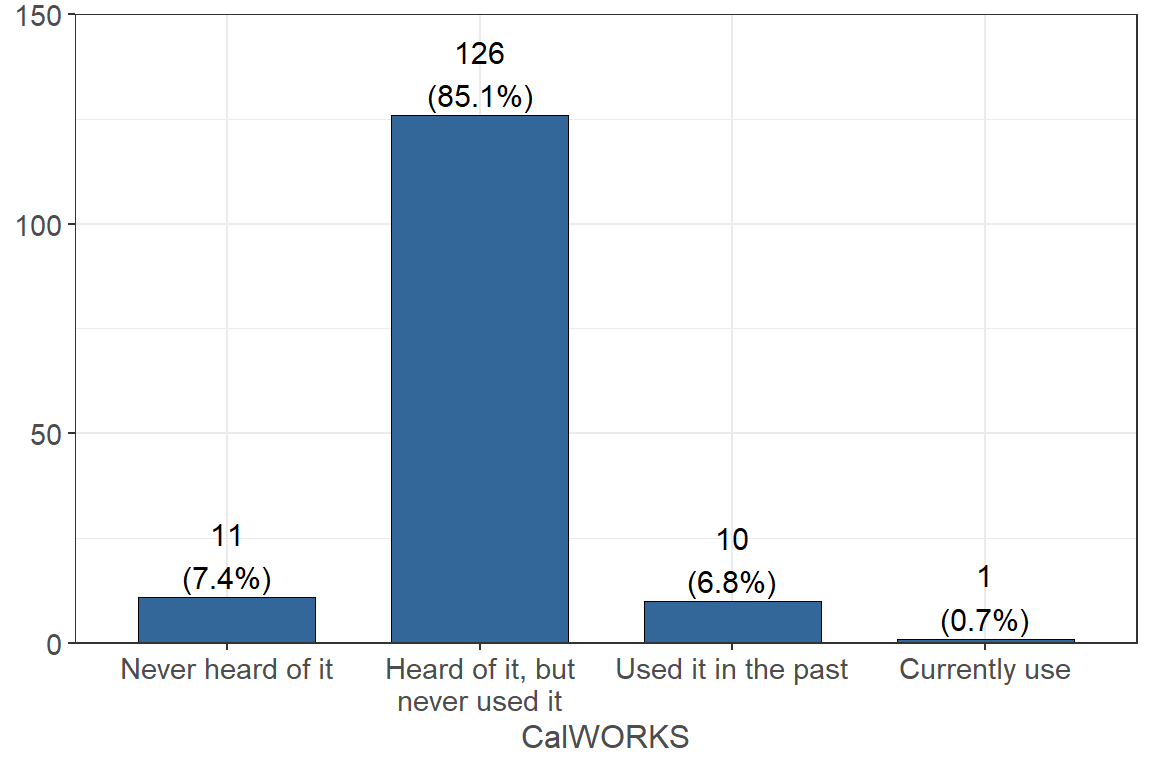 150
100
50
0
126
(85.1%)
11
(7.4%)
10
(6.8%)
1
(0.7%)
Never heard of it
Heard of it, but
never used it
Used it in the past
Currently use
CalWORKS